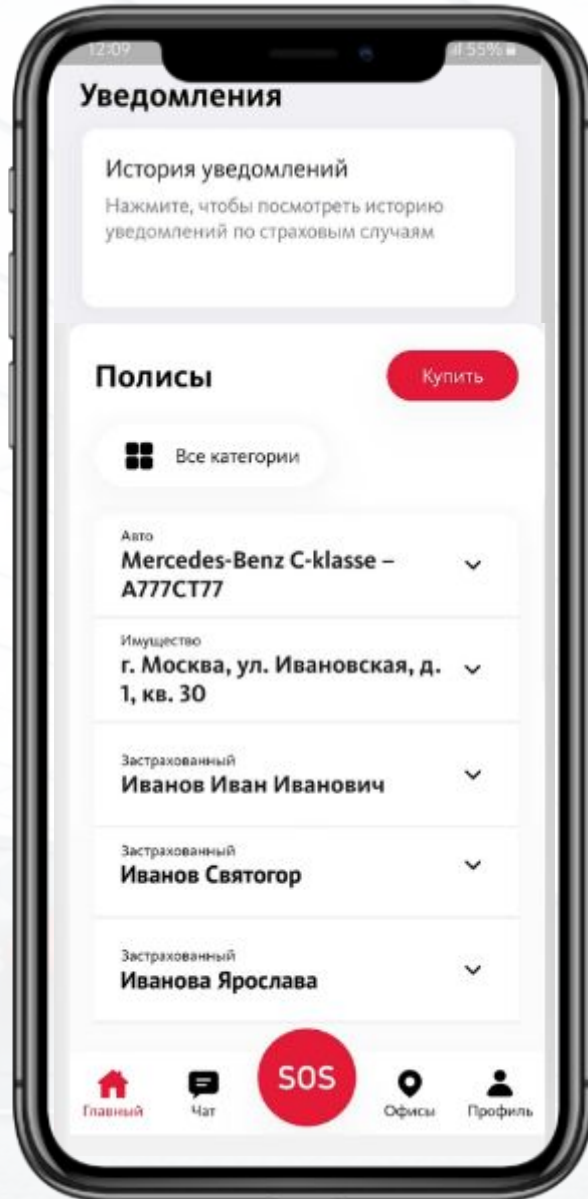 12:09
55%
Уведомления
История уведомлений
Нажмите, чтобы посмотреть историю
уведомлений по страховым случаям
Полисы
Купить
Все категории
Авто
Mercedes-Benz C-klasse –
А777СТ77
Имущество
г. Москва, ул. Ивановская, д.
1, кв. 30
Застрахованный
Иванов Иван Иванович
Застрахованный
Иванов Святогор
Застрахованный
Иванова Ярослава
Главный
Чат
SOS
Офисы
Профиль